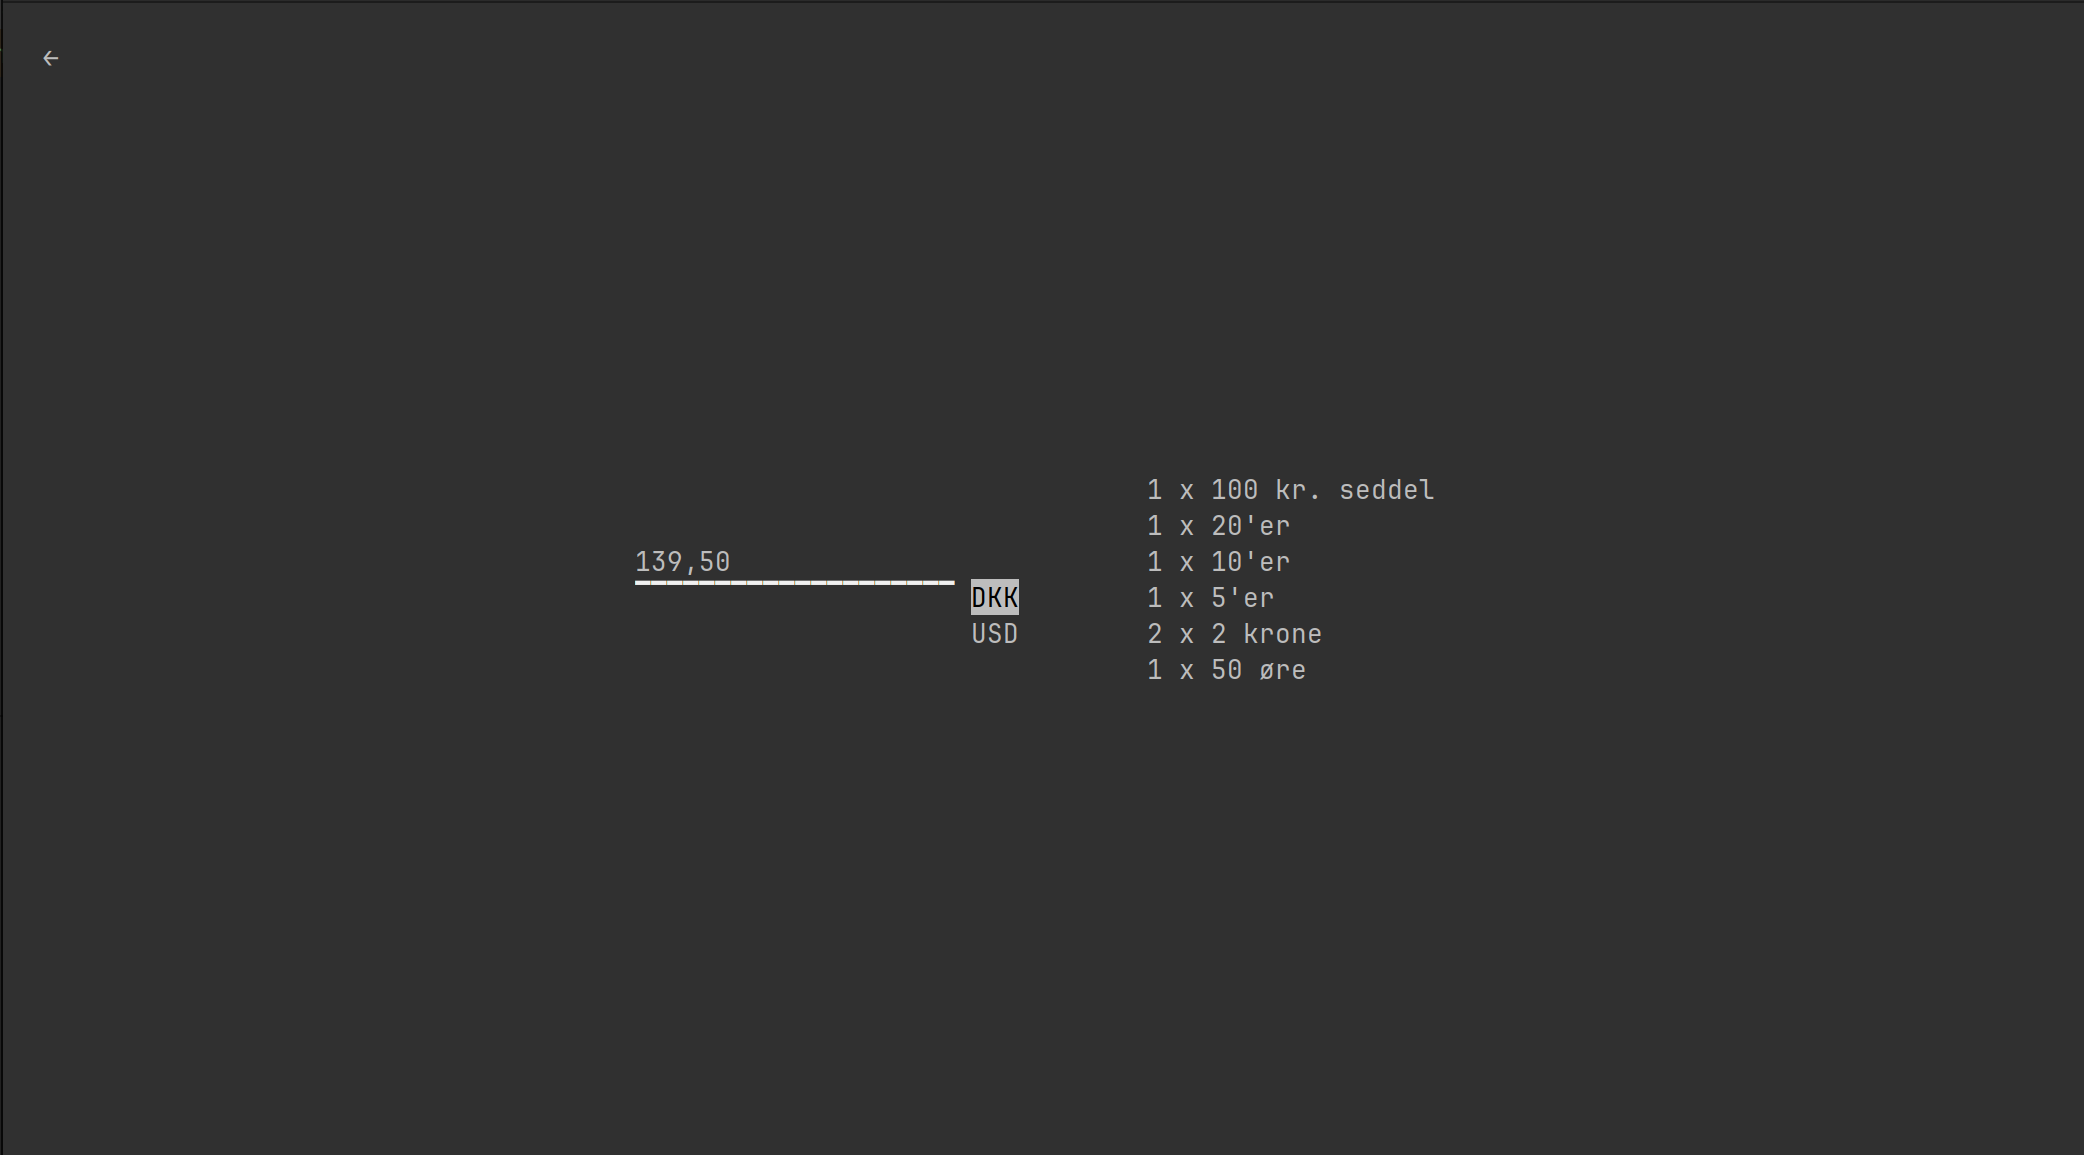 ←
139,50
DKK
USD
1 x 100 kr. seddel
1 x 20'er
1 x 10'er
1 x 5'er
2 x 2 krone
1 x 50 øre